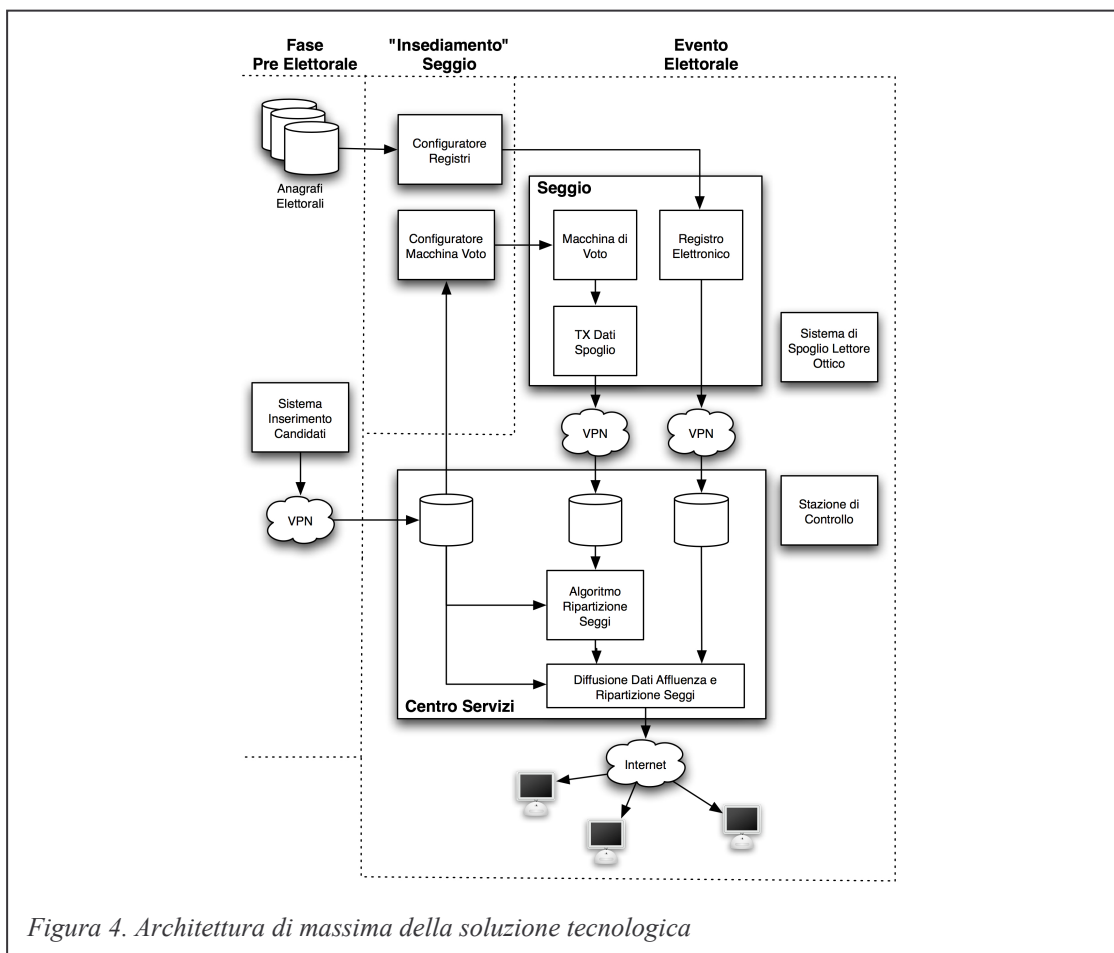 Fase
Pre Elettorale
"Insediamento"
Seggio
Evento
Elettorale
Anagrafi
Elettorali
Configuratore
Registri
Seggio
Configuratore
Macchina Voto
Macchina di
Voto
Registro
Elettronico
TX Dati
Spoglio
Sistema di
Spoglio Lettore
Ottico
Sistema
Inserimento
Candidati
VPN
VPN
VPN
Stazione di
Controllo
Algoritmo
Ripartizione
Seggi
Diffusione Dati Affluenza e
Ripartizione Seggi
Centro Servizi
Internet
Figura 4. Architettura di massima della soluzione tecnologica